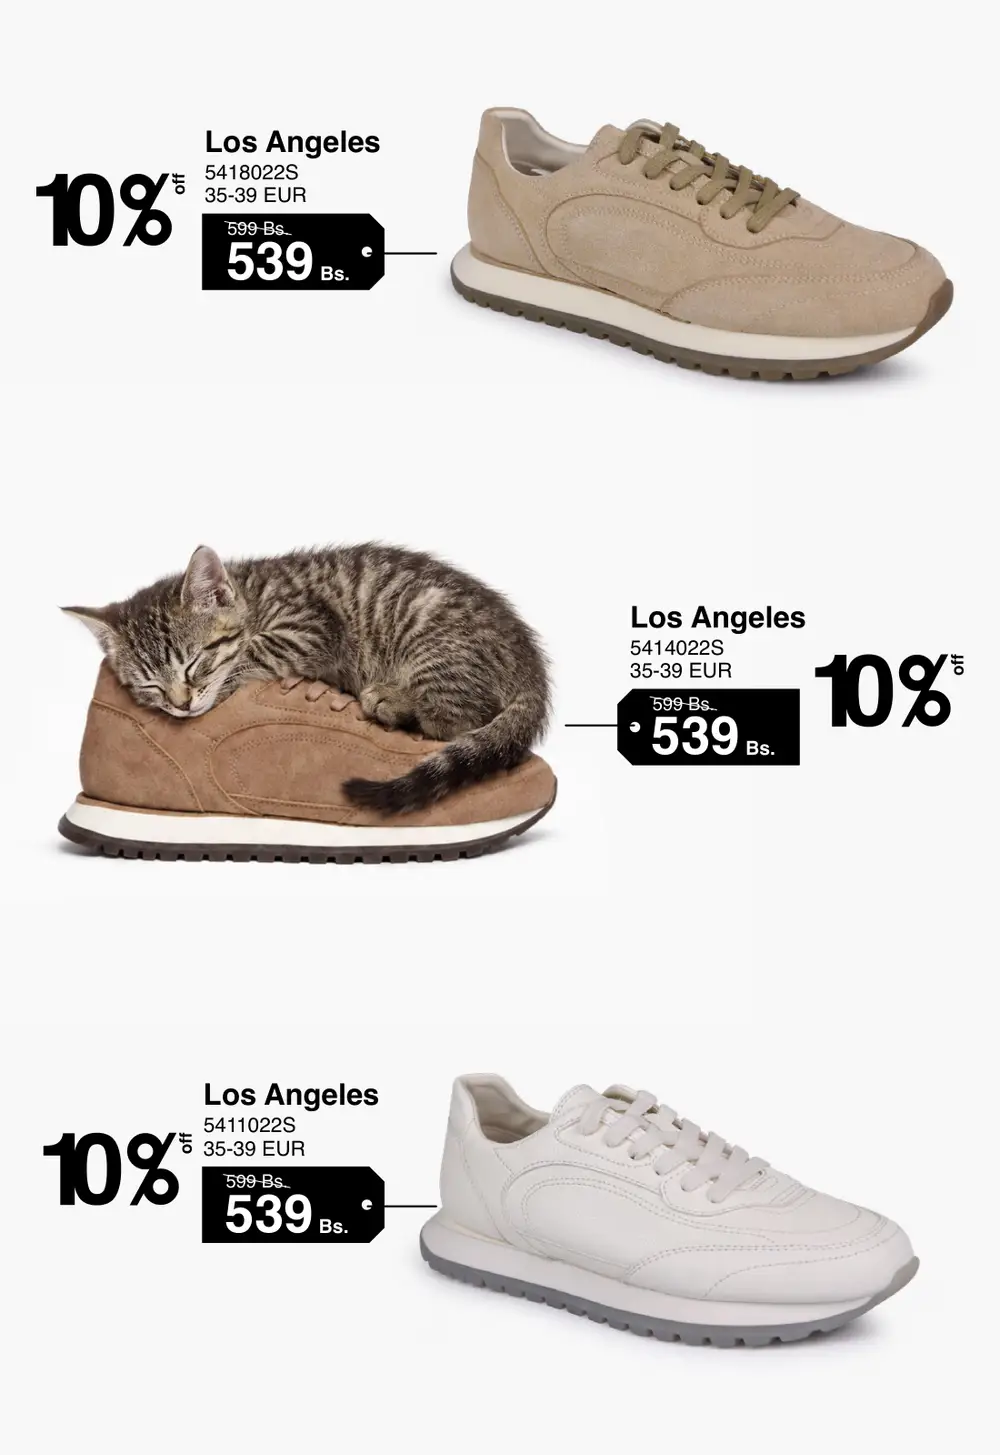 Los Angeles
5418022S
35-39 EUR
10% off
599 Bs.
539 Bs.
Los Angeles
5414022S
35-39 EUR
10% off
599 Bs.
539 Bs.
Los Angeles
5411022S
35-39 EUR
10% off
599 Bs.
539 Bs.